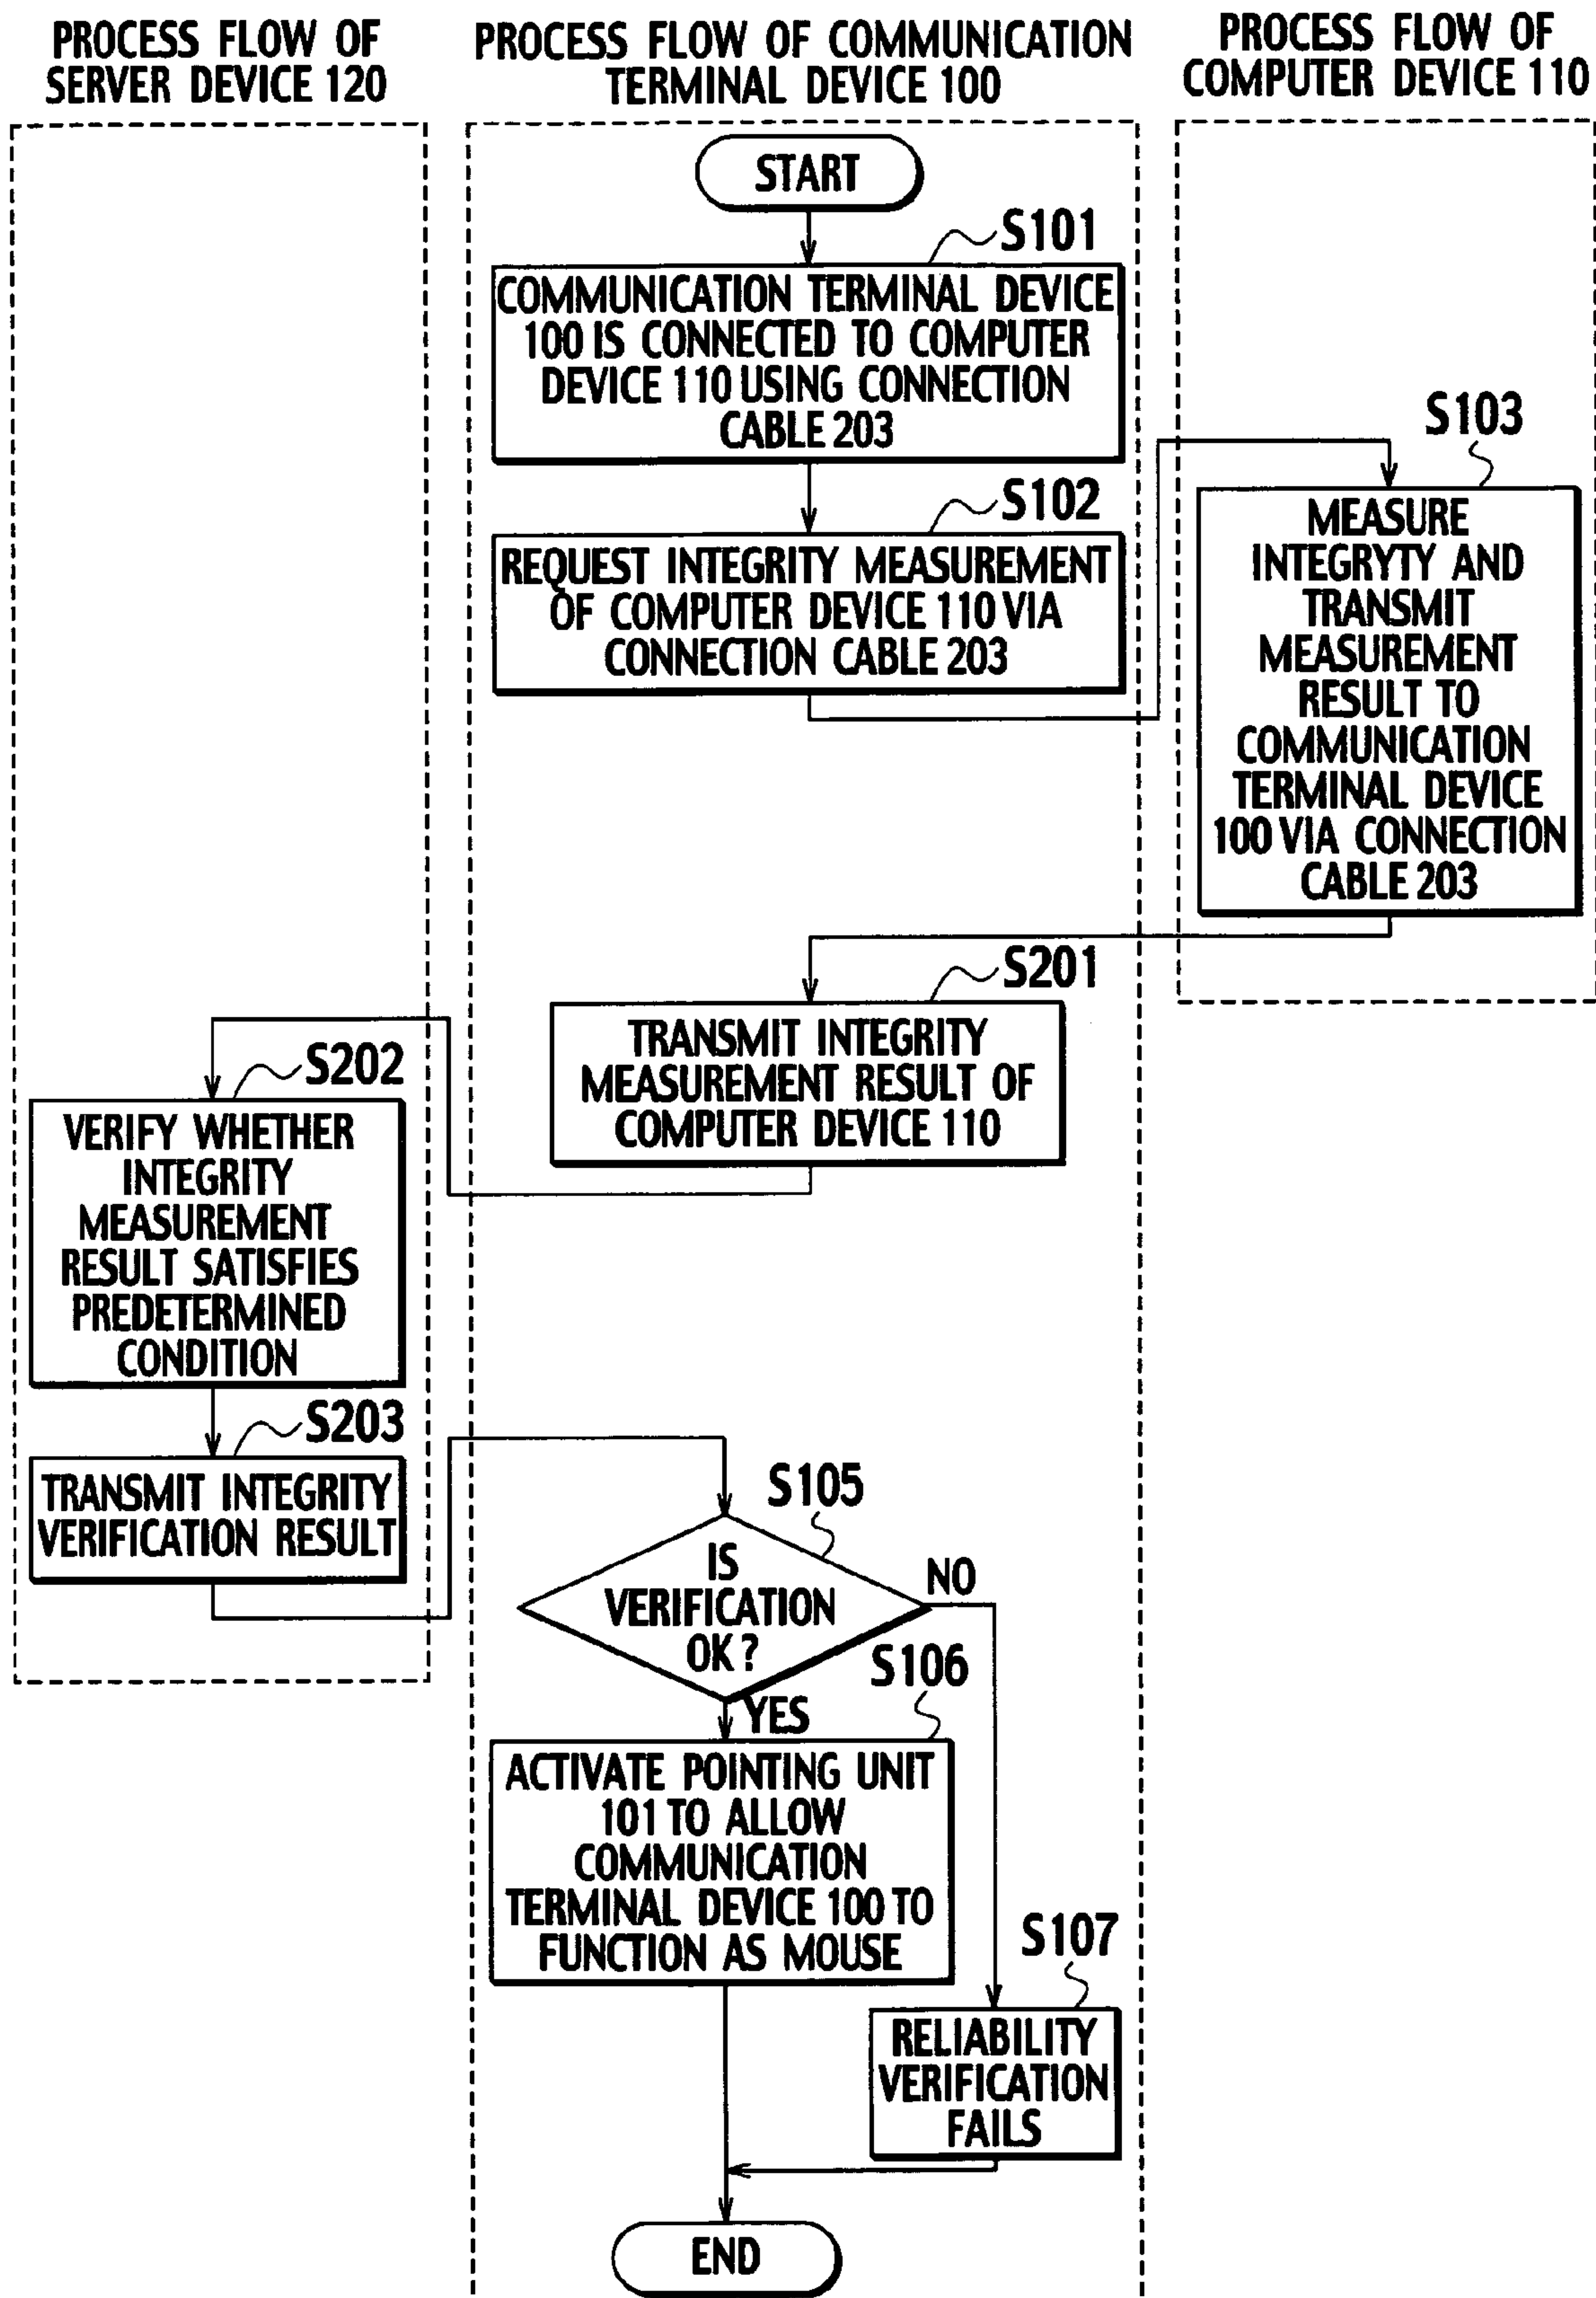 PROCESS FLOW OF
SERVER DEVICE 120
PROCESS FLOW OF COMMUNICATION
TERMINAL DEVICE 100
PROCESS FLOW OF
COMPUTER DEVICE 110
START
S101
COMMUNICATION TERMINAL DEVICE
100 IS CONNECTED TO COMPUTER
DEVICE 110 USING CONNECTION
CABLE 203
S102
REQUEST INTEGRITY MEASUREMENT
OF COMPUTER DEVICE 110 VIA
CONNECTION CABLE 203
S103
MEASURE
INTEGRYTY AND
TRANSMIT
MEASUREMENT
RESULT TO
COMMUNICATION
TERMINAL DEVICE
100 VIA CONNECTION
CABLE 203
S201
TRANSMIT INTEGRITY
MEASUREMENT RESULT OF
COMPUTER DEVICE 110
S202
VERIFY WHETHER
INTEGRITY
MEASUREMENT
RESULT SATISFIES
PREDETERMINED
CONDITION
S203
TRANSMIT INTEGRITY
VERIFICATION RESULT
S105
IS
VERIFICATION
OK?
NO
YES
S106
ACTIVATE POINTING UNIT
101 TO ALLOW
COMMUNICATION
TERMINAL DEVICE 100 TO
FUNCTION AS MOUSE
S107
RELIABILITY
VERIFICATION
FAILS
END